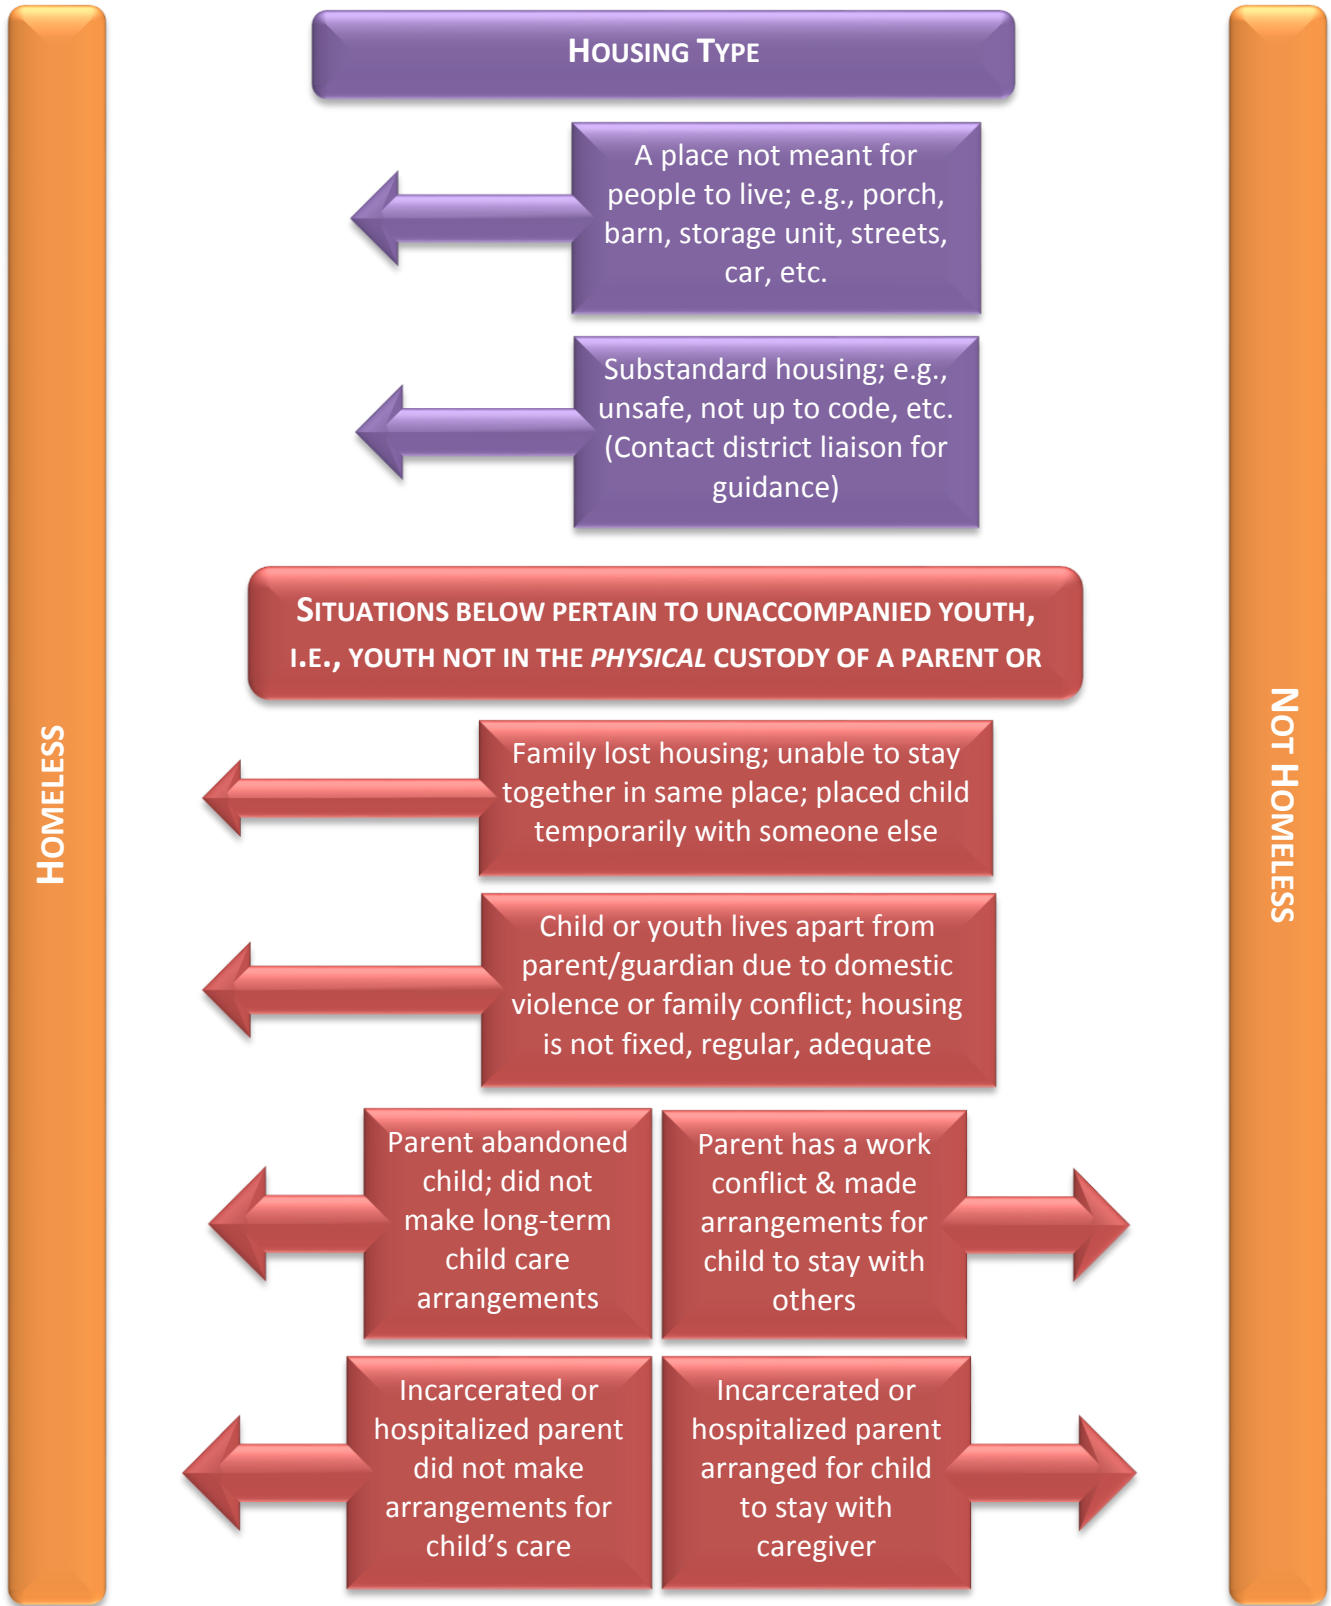 HOUSING TYPE
A place not meant for
people to live; e.g., porch,
barn, storage unit, streets,
car, etc.
Substandard housing; e.g.,
unsafe, not up to code, etc.
(Contact district liaison for
guidance)
SITUATIONS BELOW PERTAIN TO UNACCOMPANIED YOUTH,
I.E., YOUTH NOT IN THE PHYSICAL CUSTODY OF A PARENT OR
HOMELESS
NOT HOMELESS
Family lost housing; unable to stay
together in same place; placed child
temporarily with someone else
Child or youth lives apart from
parent/guardian due to domestic
violence or family conflict; housing
is not fixed, regular, adequate
Parent abandoned
child; did not
make long-term
child care
arrangements
Parent has a work
conflict & made
arrangements for
child to stay with
others
Incarcerated or
hospitalized parent
did not make
arrangements for
child’s care
Incarcerated or
hospitalized parent
arranged for child
to stay with
caregiver